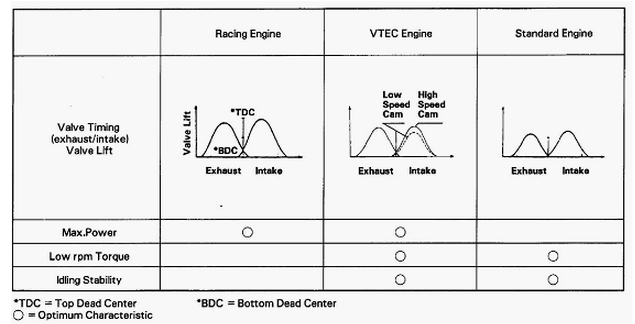 Racing Engine
VTEC Engine
Standard Engine
Valve Timing
(exhaust/intake)
Valve Lift
Valve Lift
*TDC
*BDC
Exhaust Intake
Low
Speed
Cam
High
Speed
Cam
Exhaust Intake
Exhaust Intake
Max.Power
Low rpm Torque
Idling Stability
*TDC = Top Dead Center
*BDC = Bottom Dead Center
○ = Optimum Characteristic